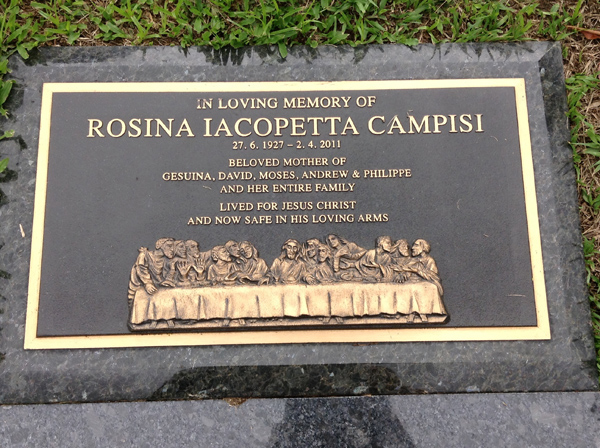 IN LOVING MEMORY OF
ROSINA IACOPETTA CAMPISI
27. 6. 1927 – 2. 4. 2011
BELOVED MOTHER OF
GESUINA, DAVID, MOSES, ANDREW & PHILIPPE
AND HER ENTIRE FAMILY
LIVED FOR JESUS CHRIST
AND NOW SAFE IN HIS LOVING ARMS